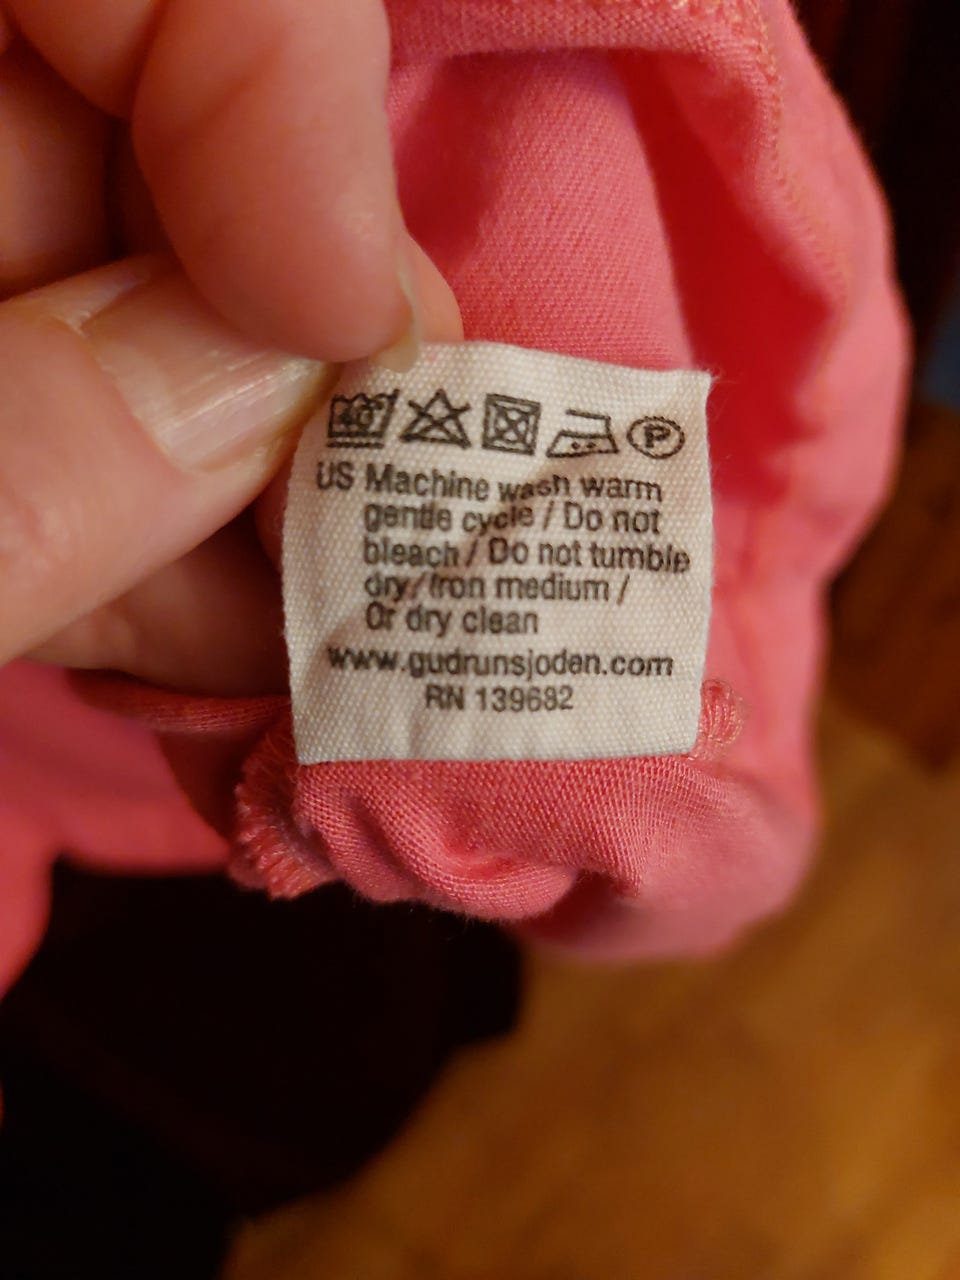 40°
P
US Machine wash warm
gentle cycle / Do not
bleach / Do not tumble
dry / Iron medium /
Or dry clean
www.gudrunsjoden.com
RN 139682